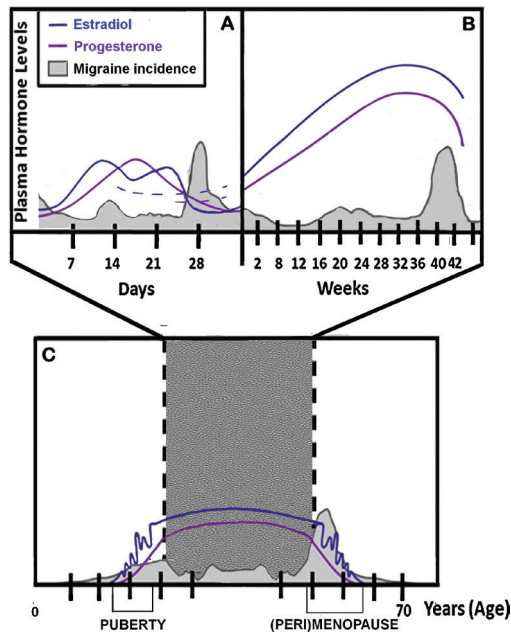 Plasma Hormone Levels
Estradiol
Progesterone
Migraine incidence
A
B
7 14 21 28
2 8 12 16 20 24 28 32 36 40 42
Days
Weeks
C
0
70
Years (Age)
PUBERTY
(PERI)MENOPAUSE